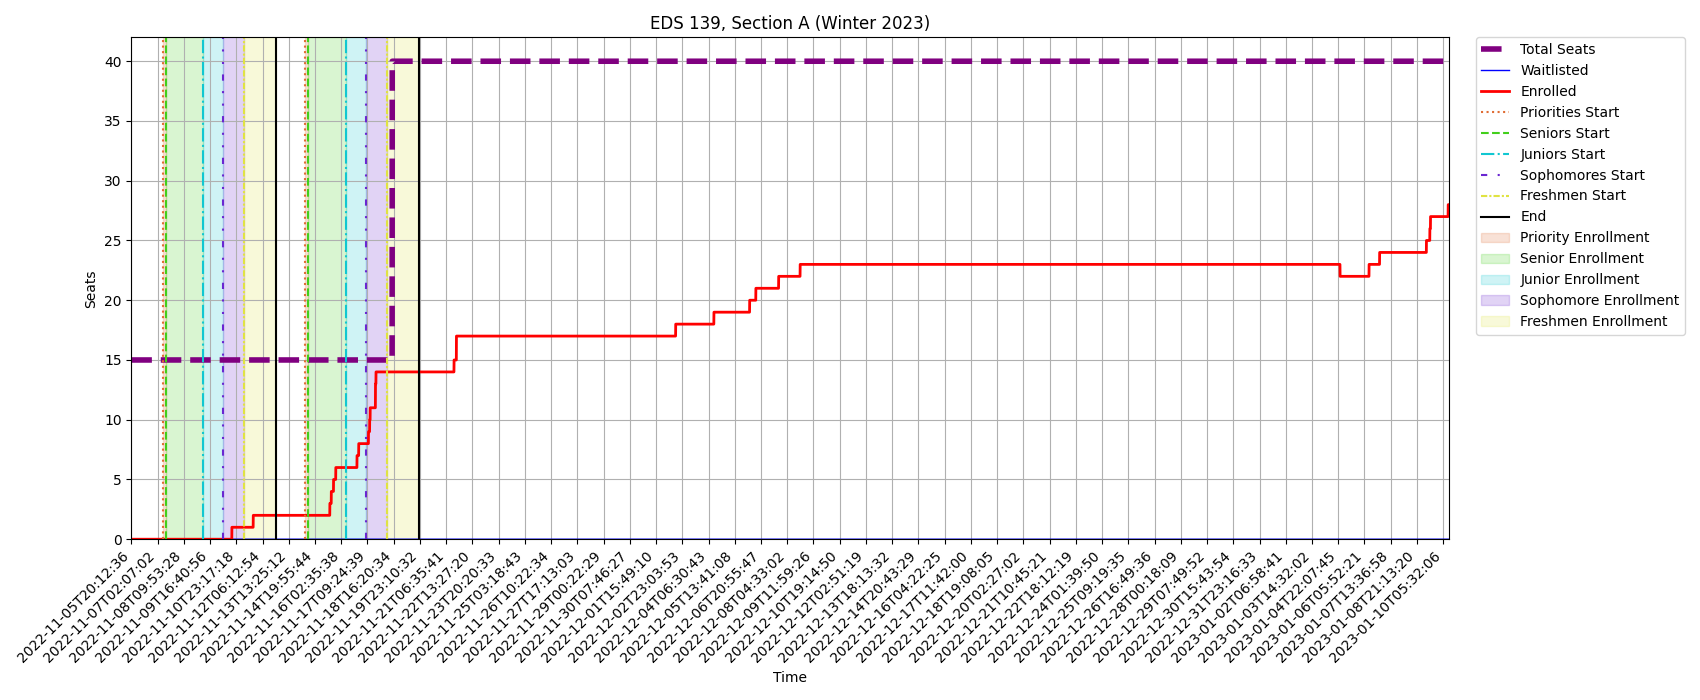 EDS 139, Section A (Winter 2023)
Seats
40
35
30
25
20
15
10
5
0
2022-11-05T20:12:36
2022-11-07T02:07:02
2022-11-08T09:53:28
2022-11-09T16:40:56
2022-11-10T23:17:18
2022-11-12T06:12:54
2022-11-13T13:25:12
2022-11-14T19:55:44
2022-11-16T02:35:38
2022-11-17T09:24:39
2022-11-18T16:20:34
2022-11-19T23:10:32
2022-11-21T06:35:41
2022-11-23T20:27:20
2022-11-25T03:18:43
2022-11-26T10:22:34
2022-11-27T17:13:03
2022-11-29T00:22:29
2022-11-30T07:46:27
2022-12-01T15:49:10
2022-12-02T23:03:53
2022-12-04T06:30:43
2022-12-05T13:41:08
2022-12-06T20:55:47
2022-12-08T04:33:02
2022-12-09T11:59:26
2022-12-10T19:14:50
2022-12-12T02:51:19
2022-12-13T18:13:32
2022-12-14T20:43:29
2022-12-16T04:22:25
2022-12-17T11:42:00
2022-12-18T19:08:05
2022-12-20T02:27:02
2022-12-21T10:45:21
2022-12-22T18:12:19
2022-12-24T01:39:50
2022-12-25T09:19:35
2022-12-26T16:49:36
2022-12-28T00:18:09
2022-12-29T07:49:52
2022-12-30T15:43:54
2022-12-31T23:16:33
2023-01-02T06:58:41
2023-01-03T14:32:02
2023-01-04T22:07:45
2023-01-06T05:52:21
2023-01-07T13:36:58
2023-01-08T21:13:20
2023-01-10T05:32:06
Time
Total Seats
Waitlisted
Enrolled
Priorities Start
Seniors Start
Juniors Start
Sophomores Start
Freshmen Start
End
Priority Enrollment
Senior Enrollment
Junior Enrollment
Sophomore Enrollment
Freshmen Enrollment